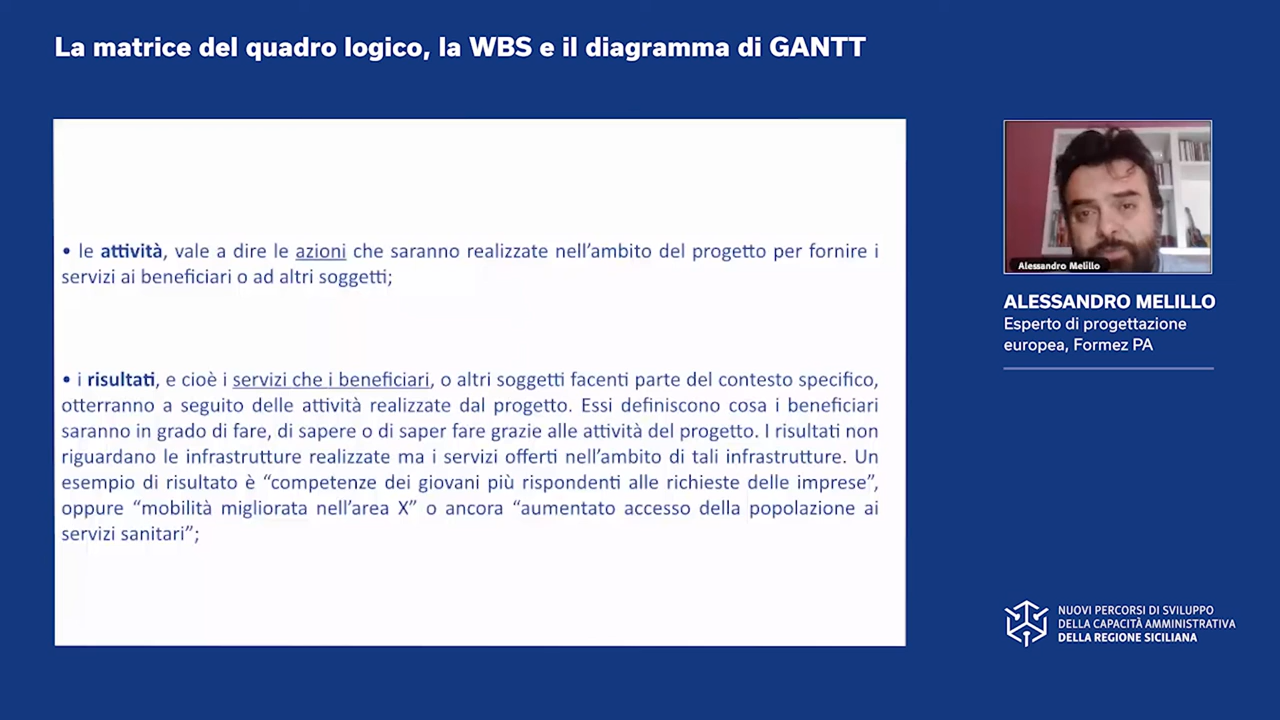 La matrice del quadro logico, la WBS e il diagramma di GANTT
• le attività, vale a dire le azioni che saranno realizzate nell’ambito del progetto per fornire i
servizi ai beneficiari o ad altri soggetti;
• i risultati, e cioè i servizi che i beneficiari, o altri soggetti facenti parte del contesto specifico,
otterranno a seguito delle attività realizzate dal progetto. Essi definiscono cosa i beneficiari
saranno in grado di fare, di sapere o di saper fare grazie alle attività del progetto. I risultati non
riguardano le infrastrutture realizzate ma i servizi offerti nell’ambito di tali infrastrutture. Un
esempio di risultato è “competenze dei giovani più rispondenti alle richieste delle imprese”,
oppure “mobilità migliorata nell’area X” o ancora “aumentato accesso della popolazione ai
servizi sanitari”;
Alessandro Melillo
ALESSANDRO MELILLO
Esperto di progettazione
europea, Formez PA
NUOVI PERCORSI DI SVILUPPO
DELLA CAPACITÀ AMMINISTRATIVA
DELLA REGIONE SICILIANA